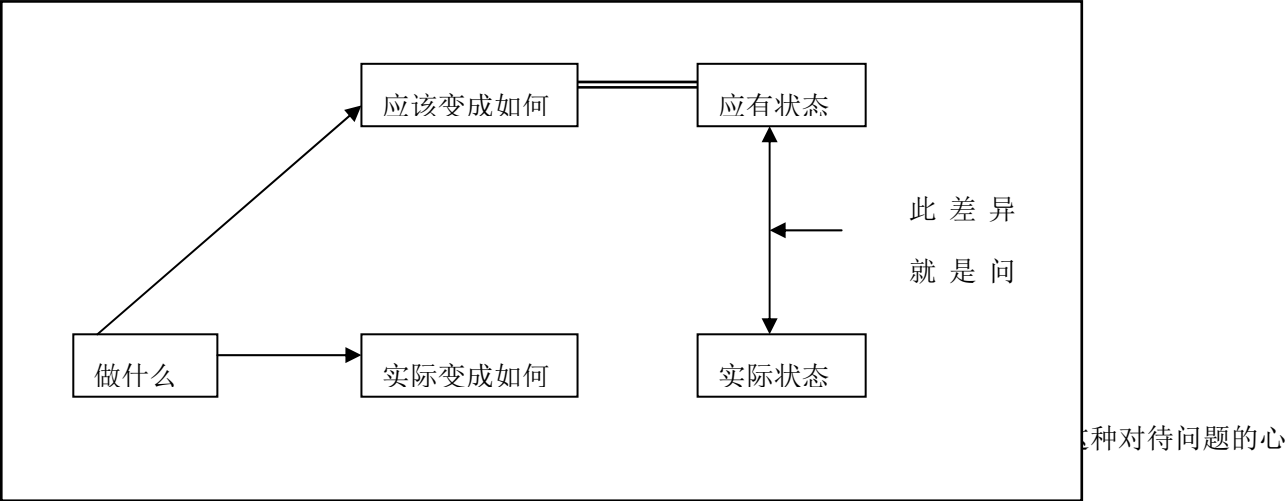 应该变成如何
应有状态
此差异
就是问
做什么
实际变成如何
实际状态
种对待问题的心